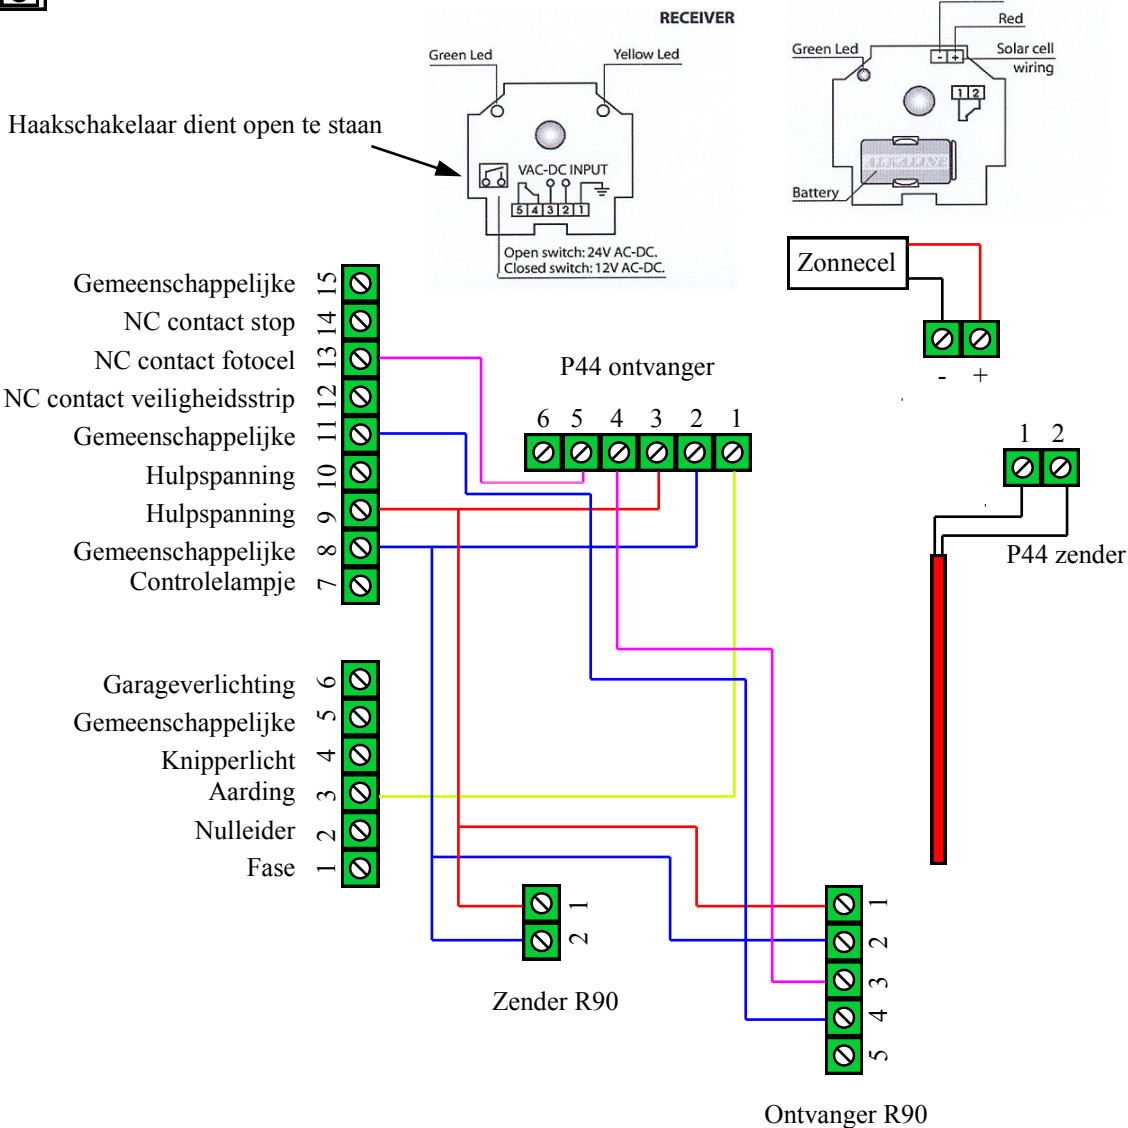 RECEIVER
Green Led
Yellow Led
Haakschakelaar dient open te staan
VAC-DC INPUT
5 4 3 2 1
Open switch: 24V AC-DC.
Closed switch: 12V AC-DC.
Red
Green Led
Solar cell
wiring
- +
1 2
ALKALINE
Battery
Zonnecel
- +
Gemeenschappelijke 15
NC contact stop 14
NC contact fotocel 13
NC contact veiligheidsstrip 12
Gemeenschappelijke 11
Hulpspanning 10
Hulpspanning 9
Gemeenschappelijke 8
Controlelampje 7
P44 ontvanger
6 5 4 3 2 1
1 2
P44 zender
Garageverlichting 6
Gemeenschappelijke 5
Knipperlicht 4
Aarding 3
Nulleider 2
Fase 1
1
2
Zender R90
1
2
3
4
5
Ontvanger R90